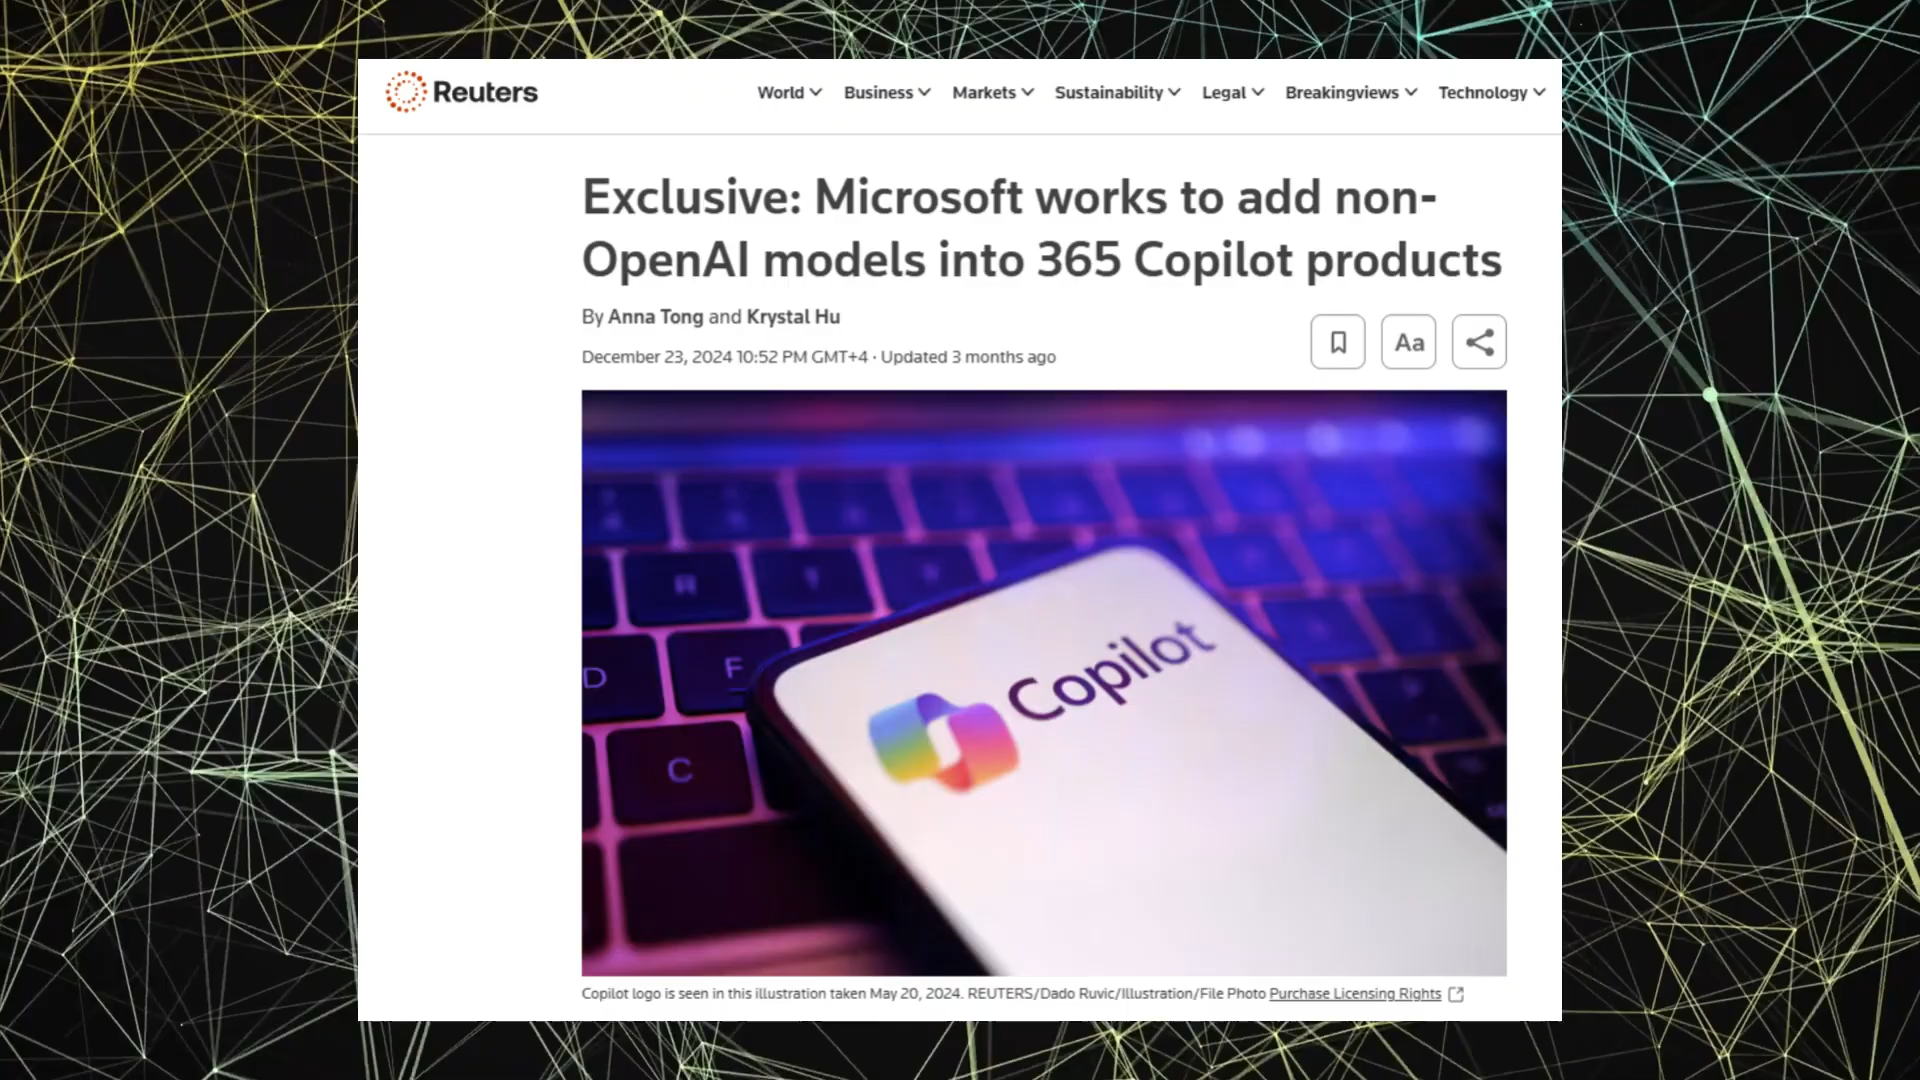 Reuters
World Business Markets Sustainability Legal Breakingviews Technology
Exclusive: Microsoft works to add non-
OpenAI models into 365 Copilot products
By Anna Tong and Krystal Hu
December 23, 2024 10:52 PM GMT+4 · Updated 3 months ago
Aa
R
D F
Copilot
C
Copilot logo is seen in this illustration taken May 20, 2024. REUTERS/Dado Ruvic/Illustration/File Photo Purchase Licensing Rights